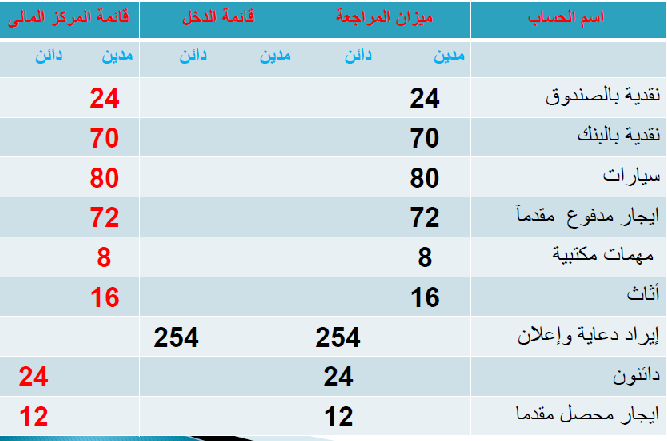 اسم الحساب ميزان المراجعة قائمة الدخل قائمة المركز المالي
مدين دائن مدين دائن مدين دائن
نقدية بالصندوق 24 24
نقدية بالبنك 70 70
سيارات 80 80
ايجار مدفوع مقدماً 72 72
مهمات مكتبية 8 8
أثاث 16 16
إيراد دعاية وإعلان 254 254
دائنون 24 24
ايجار محصل مقدما 12 12